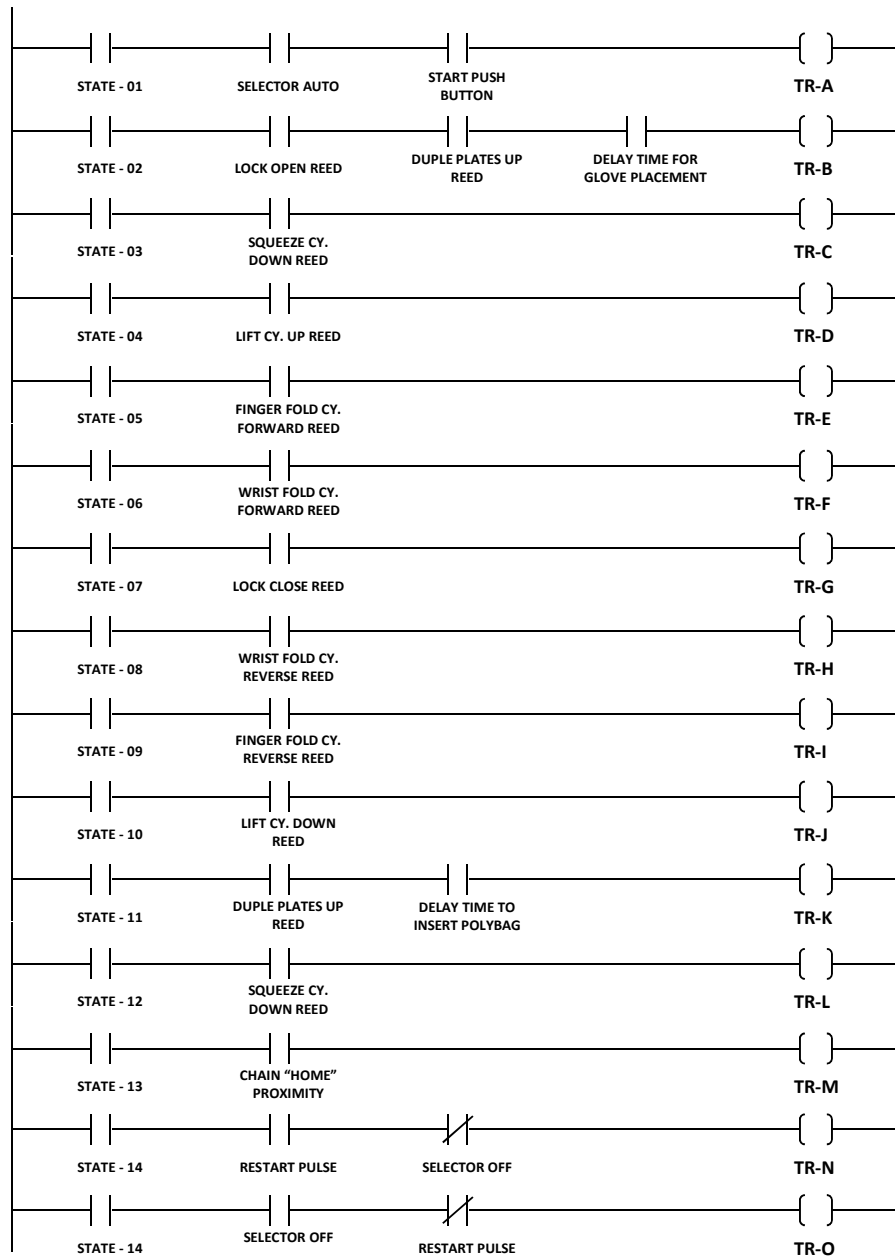 STATE - 01 SELECTOR AUTO START PUSH BUTTON TR-A
STATE - 02 LOCK OPEN REED DUPLE PLATES UP REED DELAY TIME FOR GLOVE PLACEMENT TR-B
STATE - 03 SQUEEZE CY. DOWN REED TR-C
STATE - 04 LIFT CY. UP REED TR-D
STATE - 05 FINGER FOLD CY. FORWARD REED TR-E
STATE - 06 WRIST FOLD CY. FORWARD REED TR-F
STATE - 07 LOCK CLOSE REED TR-G
STATE - 08 WRIST FOLD CY. REVERSE REED TR-H
STATE - 09 FINGER FOLD CY. REVERSE REED TR-I
STATE - 10 LIFT CY. DOWN REED TR-J
STATE - 11 DUPLE PLATES UP REED DELAY TIME TO INSERT POLYBAG TR-K
STATE - 12 SQUEEZE CY. DOWN REED TR-L
STATE - 13 CHAIN “HOME” PROXIMITY TR-M
STATE - 14 RESTART PULSE SELECTOR OFF TR-N
STATE - 14 SELECTOR OFF RESTART PULSE TR-O